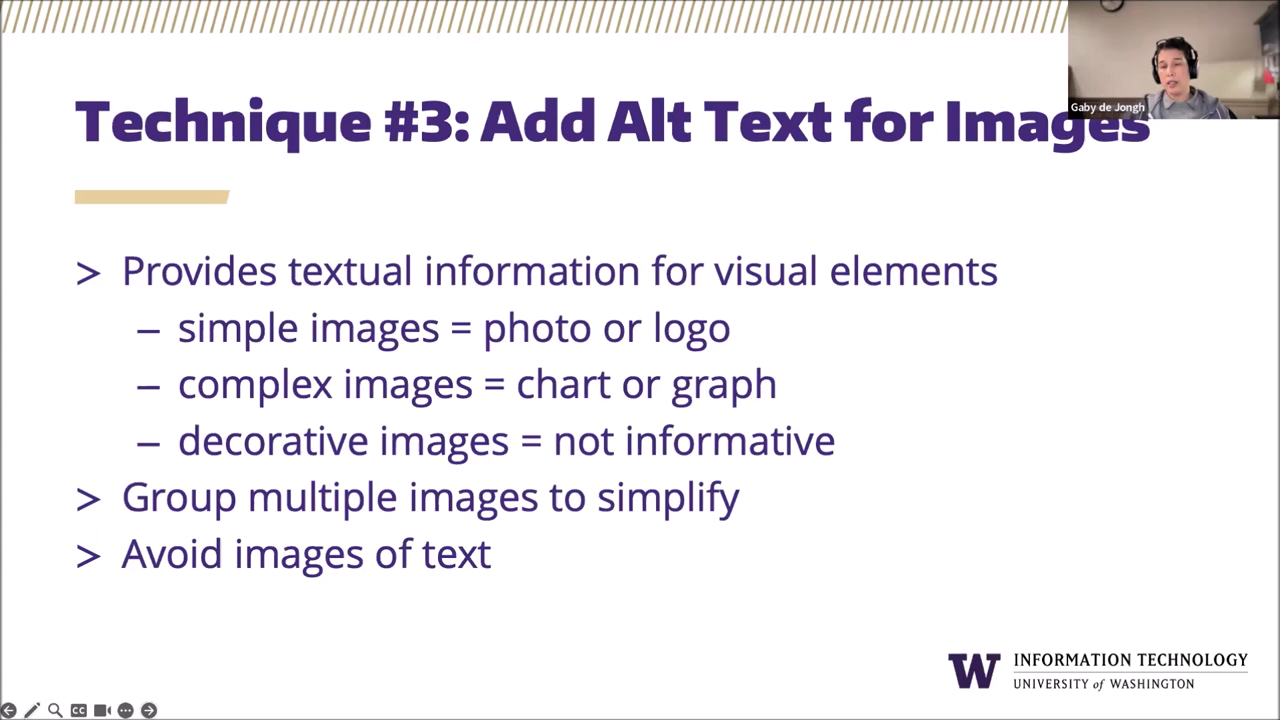 Technique #3: Add Alt Text for Images
Gaby de Jongh
> Provides textual information for visual elements
– simple images = photo or logo
– complex images = chart or graph
– decorative images = not informative
> Group multiple images to simplify
> Avoid images of text
W INFORMATION TECHNOLOGY
UNIVERSITY of WASHINGTON
CC